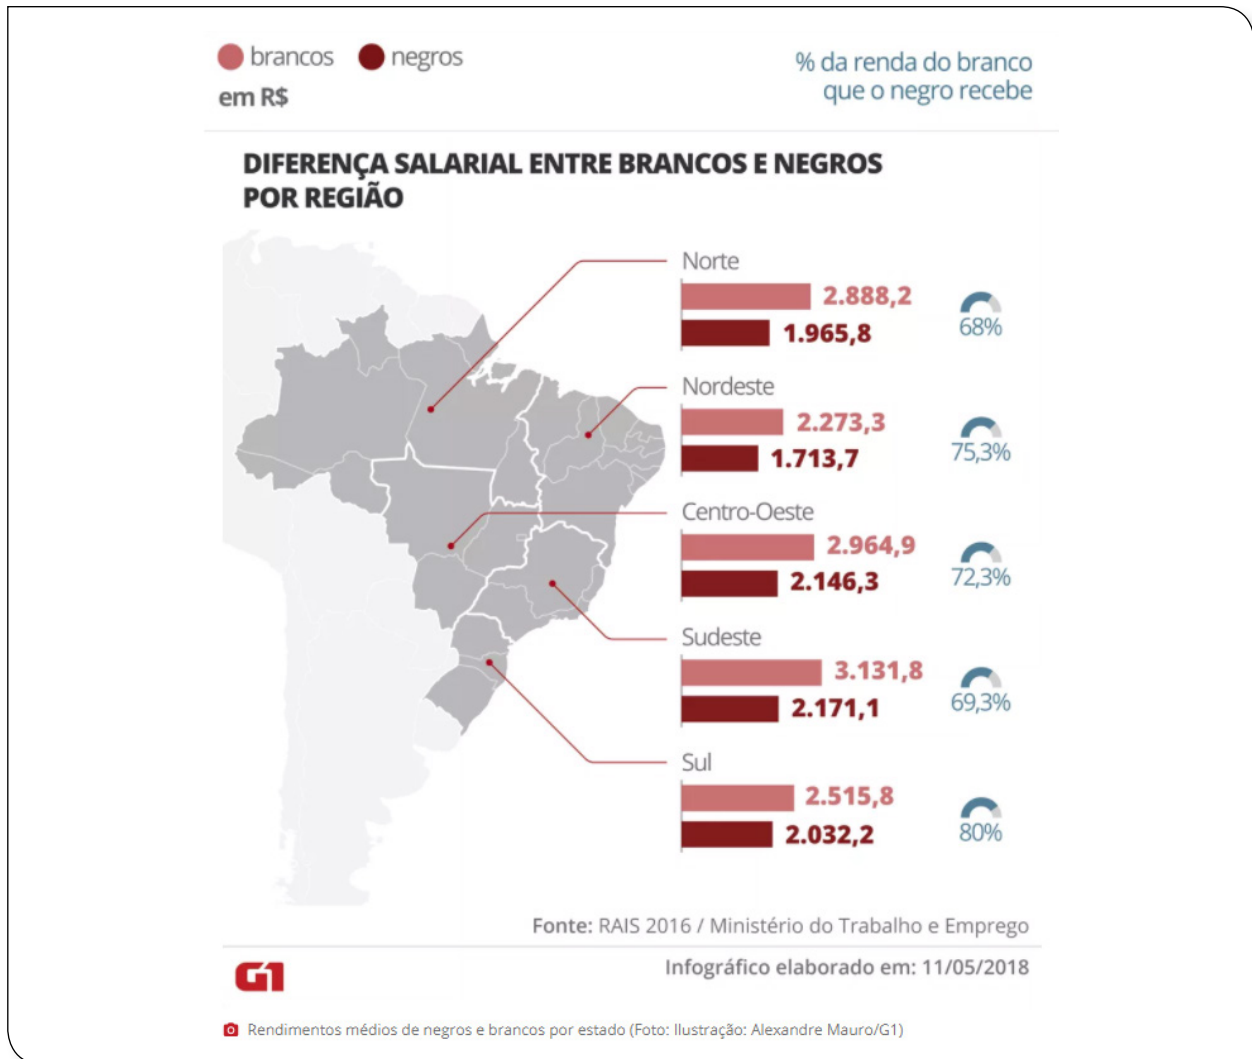 brancos negros
em R$
% da renda do branco
que o negro recebe
DIFERENÇA SALARIAL ENTRE BRANCOS E NEGROS
POR REGIÃO
Norte
2.888,2
1.965,8
68%
Nordeste
2.273,3
1.713,7
75,3%
Centro-Oeste
2.964,9
2.146,3
72,3%
Sudeste
3.131,8
2.171,1
69,3%
Sul
2.515,8
2.032,2
80%
Fonte: RAIS 2016 / Ministério do Trabalho e Emprego
G1
Infográfico elaborado em: 11/05/2018
Rendimentos médios de negros e brancos por estado (Foto: Ilustração: Alexandre Mauro/G1)